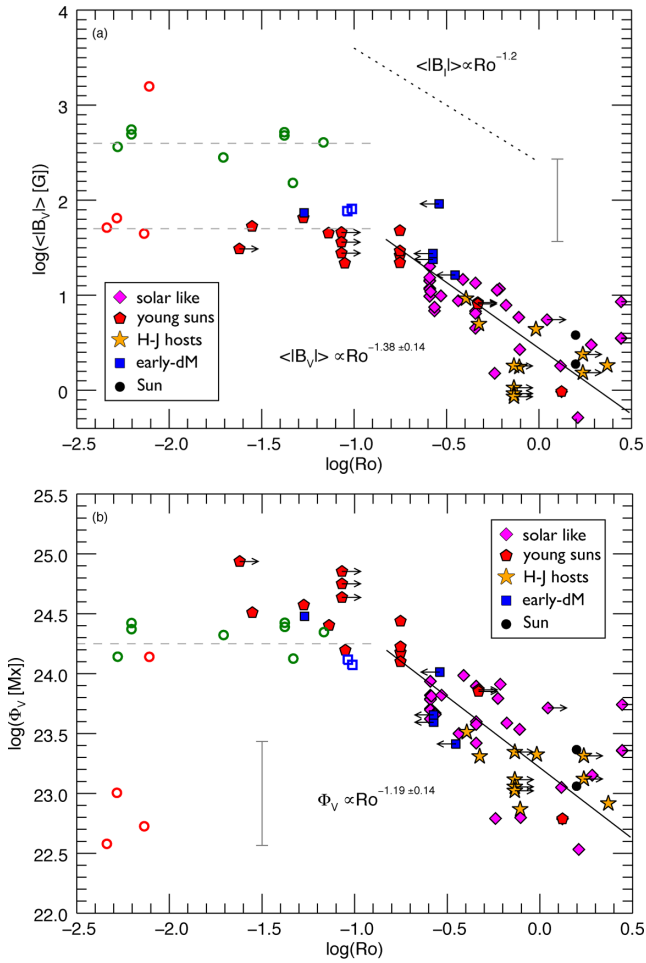 (a)
<|B_I|>∝Ro^−1.2
4
3
2
1
0
log(<|B_V|> [G])
solar like
young suns
H-J hosts
early-dM
Sun
<|B_V|> ∝Ro^−1.38 ±0.14
−2.5 −2.0 −1.5 −1.0 −0.5 0.0 0.5
log(Ro)
(b)
25.5
25.0
24.5
24.0
23.5
23.0
22.5
22.0
log(Φ_V [Mx])
solar like
young suns
H-J hosts
early-dM
Sun
Φ_V ∝Ro^−1.19 ±0.14
−2.5 −2.0 −1.5 −1.0 −0.5 0.0 0.5
log(Ro)